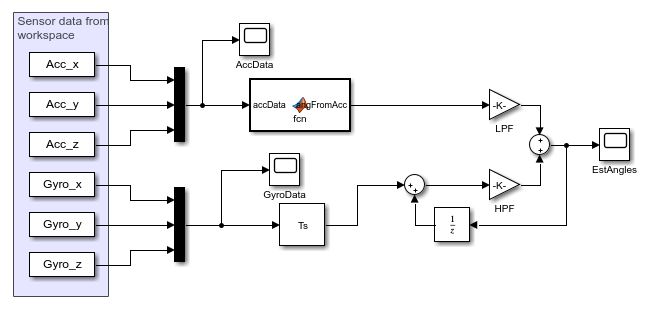 Sensor data from
workspace
Acc_x
Acc_y
Acc_z
Gyro_x
Gyro_y
Gyro_z
AccData
accData
angFromAcc
fcn
GyroData
Ts
+
+
1
z
-K-
LPF
-K-
HPF
+
+
EstAngles